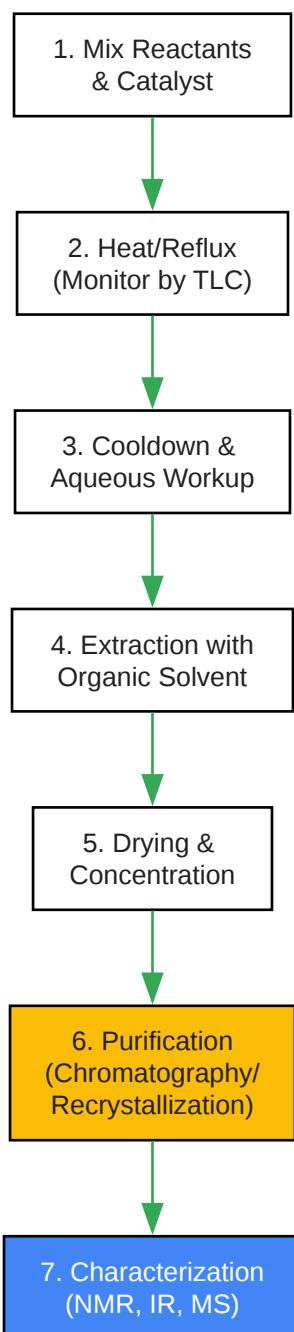 1. Mix Reactants
& Catalyst
2. Heat/Reflux
(Monitor by TLC)
3. Cooldown &
Aqueous Workup
4. Extraction with
Organic Solvent
5. Drying &
Concentration
6. Purification
(Chromatography/
Recrystallization)
7. Characterization
(NMR, IR, MS)